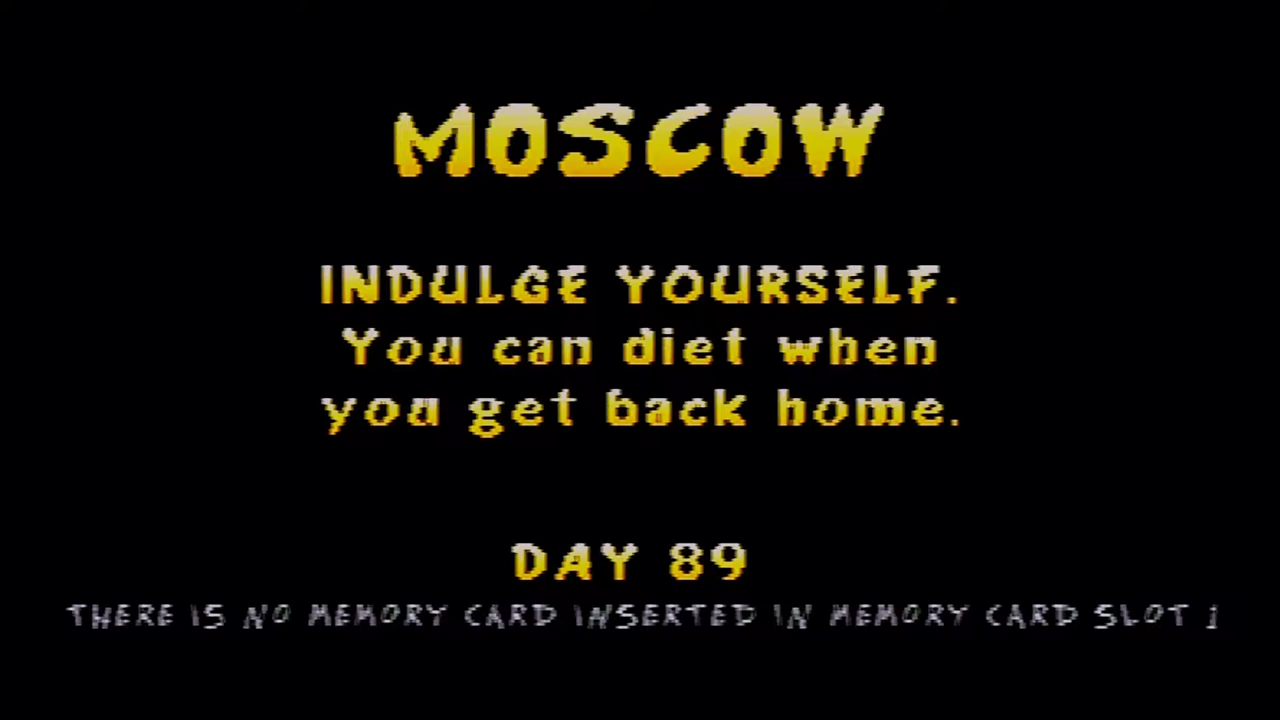 MOSCOW
INDULGE YOURSELF.
You can diet when
you get back home.
DAY 89
THERE IS NO MEMORY CARD INSERTED IN MEMORY CARD SLOT 1